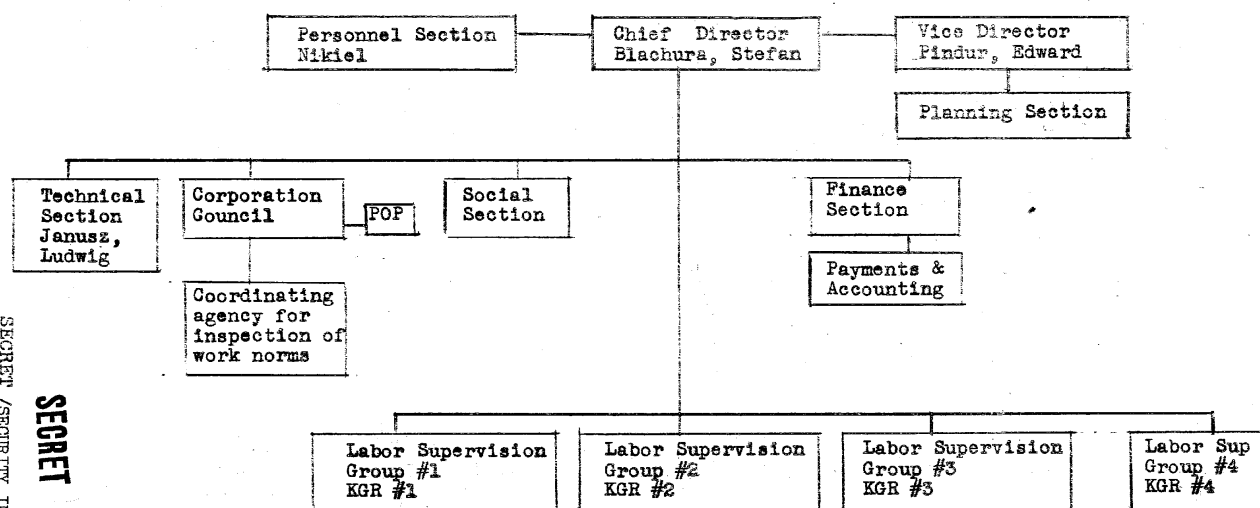 Personnel Section
Nikiel
Chief Director
Blachura, Stefan
Vice Director
Pindur, Edward
Planning Section
Technical
Section
Janusz,
Ludwig
Corporation
Gouncil
POP
Social
Section
Finance
Section
Payments &
Accounting
Coordinating
agency for
inspection of
work norms
SECRET
SECRET /SECURITY
Labor Supervision
Group #1
KGR #1
Labor Supervision
Group #2
KGR #2
Labor Supervision
Group #3
KGR #3
Labor Sup
Group #4
KGR #4